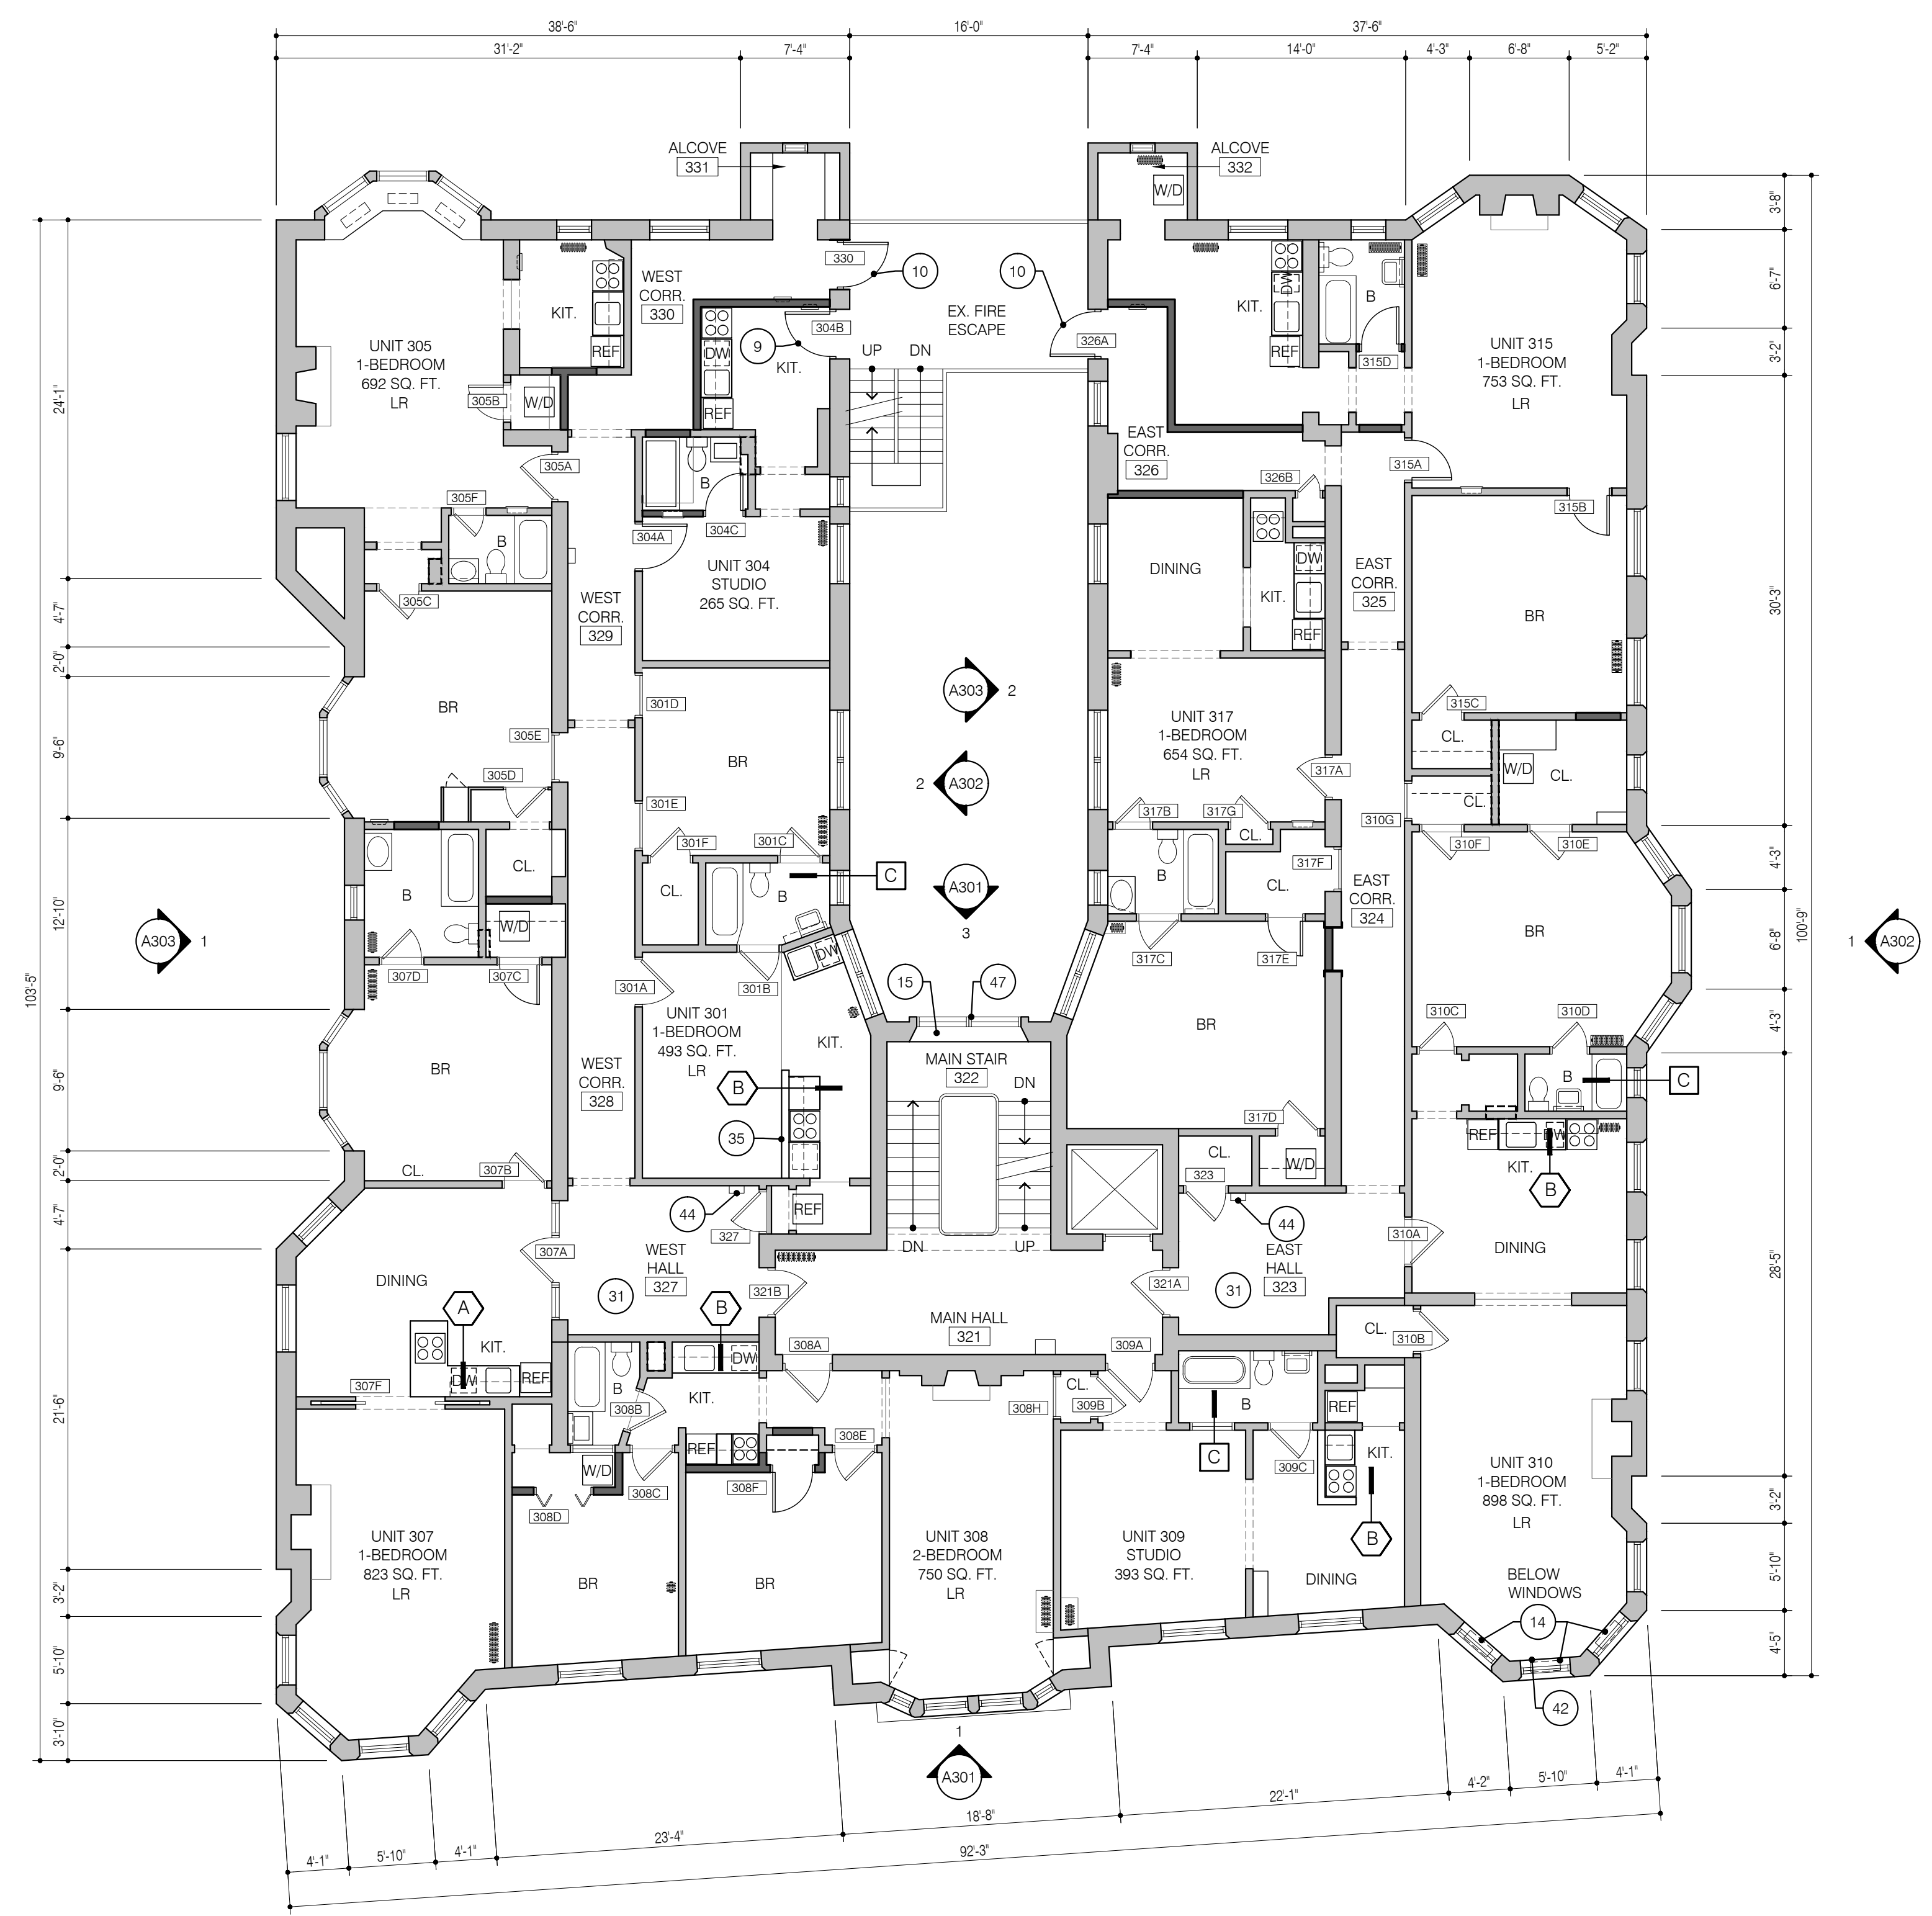 38'-6"
16'-0"
37'-6"
31'-2"
7'-4"
7'-4"
14'-0"
4'-3"
6'-8"
5'-2"
ALCOVE
331
ALCOVE
332
W/D
3'-8"
6'-7"
3'-2"
30'-3"
4'-3"
6'-8"
4'-3"
28'-5"
3'-2"
5'-10"
4'-5"
100'-9"
103'-5"
24'-1"
4'-7"
2'-0"
9'-6"
12'-10"
9'-6"
2'-0"
4'-7"
21'-6"
3'-2"
5'-10"
3'-10"
UNIT 305
1-BEDROOM
692 SQ. FT.
LR
KIT.
REF
305B
W/D
305A
305F
B
305C
BR
305E
305D
WEST
CORR.
330
330
10
304B
9
DW
KIT.
REF
B
304A
304C
UNIT 304
STUDIO
265 SQ. FT.
WEST
CORR.
329
EX. FIRE
ESCAPE
UP
DN
10
326A
KIT.
DW
REF
B
315D
UNIT 315
1-BEDROOM
753 SQ. FT.
LR
EAST
CORR.
326
326B
315A
315B
DINING
DW
KIT.
REF
EAST
CORR.
325
BR
315C
CL.
W/D
CL.
CL.
310G
310F
310E
UNIT 317
1-BEDROOM
654 SQ. FT.
LR
317A
317B
317G
CL.
317F
B
CL.
317C
317E
BR
317D
EAST
CORR.
324
BR
310C
310D
B
C
REF
DW
KIT.
B
DINING
310A
A303
2
2
A302
A301
3
A303
1
1
A302
301D
BR
301E
301F
301C
CL.
B
C
DW
301A
301B
UNIT 301
1-BEDROOM
493 SQ. FT.
LR
KIT.
B
35
REF
CL.
B
W/D
307D
307C
BR
CL.
307B
WEST
CORR.
328
15
47
MAIN STAIR
322
DN
DN
UP
CL.
W/D
323
44
44
327
WEST
HALL
327
31
321B
EAST
HALL
323
31
321A
MAIN HALL
321
307A
DINING
A
KIT.
DW
REF
307F
UNIT 307
1-BEDROOM
823 SQ. FT.
LR
B
DW
B
308B
KIT.
308A
REF
W/D
308C
308D
308F
308E
BR
BR
UNIT 308
2-BEDROOM
750 SQ. FT.
LR
308H
CL.
309B
309A
B
C
REF
KIT.
309C
B
UNIT 309
STUDIO
393 SQ. FT.
DINING
CL.
310B
UNIT 310
1-BEDROOM
898 SQ. FT.
LR
BELOW
WINDOWS
14
42
1
A301
4'-1"
5'-10"
4'-1"
23'-4"
18'-8"
22'-1"
4'-2"
5'-10"
4'-1"
92'-3"